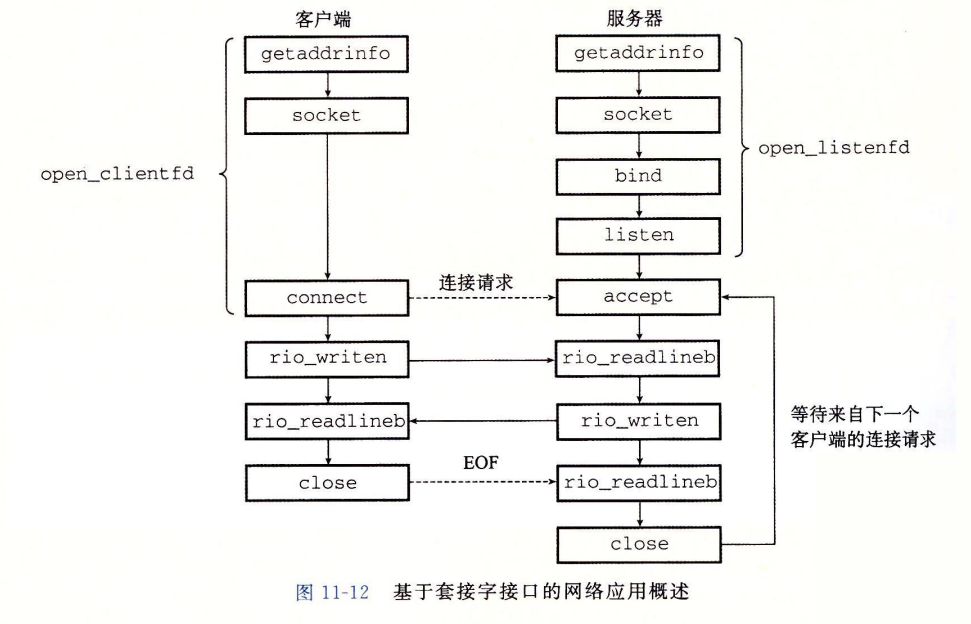 客户端
服务器
getaddrinfo
getaddrinfo
socket
socket
open_clientfd
open_listenfd
bind
listen
连接请求
connect
accept
rio_writen
rio_readlineb
rio_readlineb
rio_writen
等待来自下一个
客户端的连接请求
EOF
close
rio_readlineb
close
图 11-12 基于套接字接口的网络应用概述